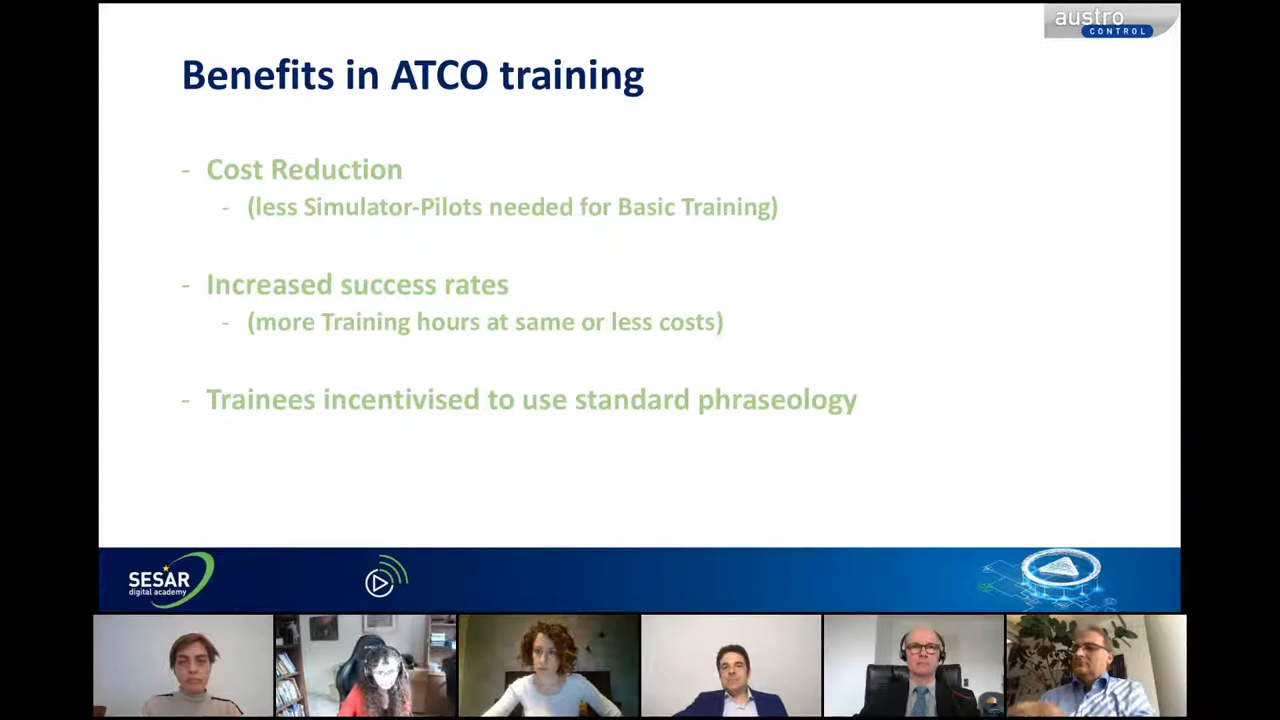 austro
CONTROL
Benefits in ATCO training
- Cost Reduction
- (less Simulator-Pilots needed for Basic Training)
- Increased success rates
- (more Training hours at same or less costs)
- Trainees incentivised to use standard phraseology
SESAR
digital academy